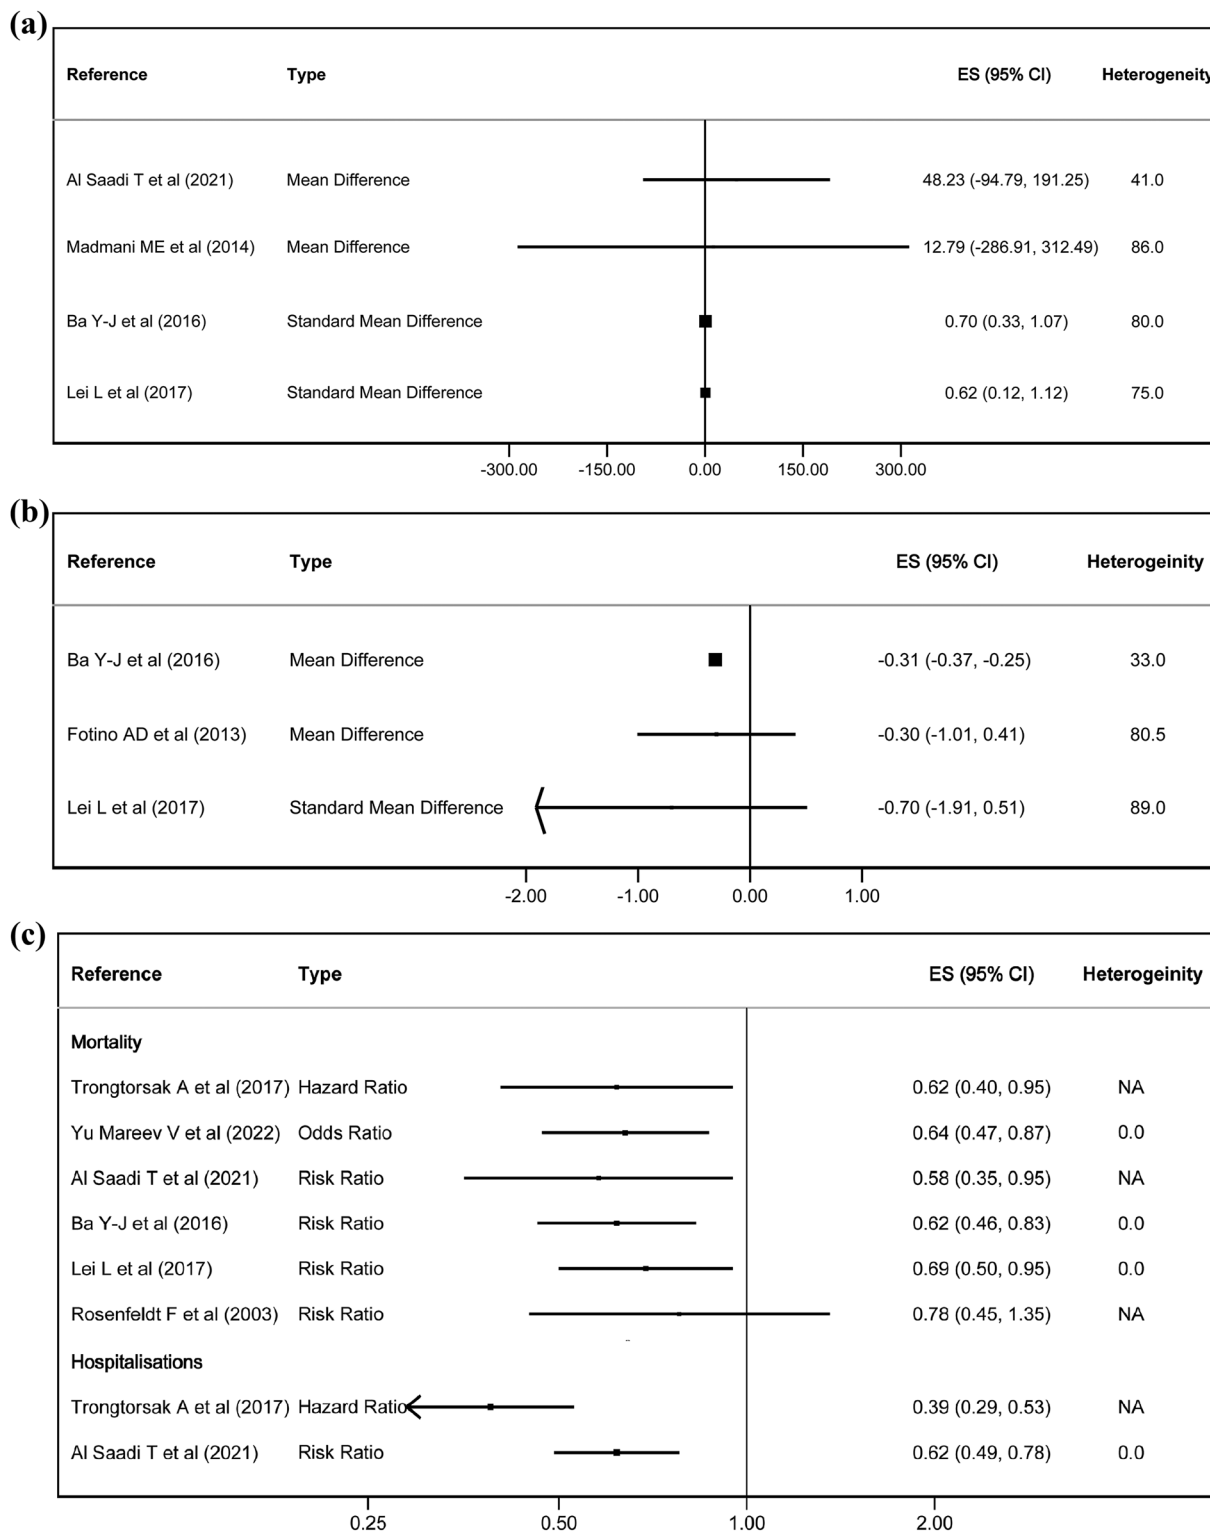 (a)
Reference Type ES (95% CI) Heterogeneity
Al Saadi T et al (2021) Mean Difference 48.23 (-94.79, 191.25) 41.0
Madmani ME et al (2014) Mean Difference 12.79 (-286.91, 312.49) 86.0
Ba Y-J et al (2016) Standard Mean Difference 0.70 (0.33, 1.07) 80.0
Lei L et al (2017) Standard Mean Difference 0.62 (0.12, 1.12) 75.0
-300.00 -150.00 0.00 150.00 300.00
(b)
Reference Type ES (95% CI) Heterogeinity
Ba Y-J et al (2016) Mean Difference -0.31 (-0.37, -0.25) 33.0
Fotino AD et al (2013) Mean Difference -0.30 (-1.01, 0.41) 80.5
Lei L et al (2017) Standard Mean Difference -0.70 (-1.91, 0.51) 89.0
-2.00 -1.00 0.00 1.00
(c)
Reference Type ES (95% CI) Heterogeinity
Mortality
Trongtorsak A et al (2017) Hazard Ratio 0.62 (0.40, 0.95) NA
Yu Mareev V et al (2022) Odds Ratio 0.64 (0.47, 0.87) 0.0
Al Saadi T et al (2021) Risk Ratio 0.58 (0.35, 0.95) NA
Ba Y-J et al (2016) Risk Ratio 0.62 (0.46, 0.83) 0.0
Lei L et al (2017) Risk Ratio 0.69 (0.50, 0.95) 0.0
Rosenfeldt F et al (2003) Risk Ratio 0.78 (0.45, 1.35) NA
Hospitalisations
Trongtorsak A et al (2017) Hazard Ratio 0.39 (0.29, 0.53) NA
Al Saadi T et al (2021) Risk Ratio 0.62 (0.49, 0.78) 0.0
0.25 0.50 1.00 2.00